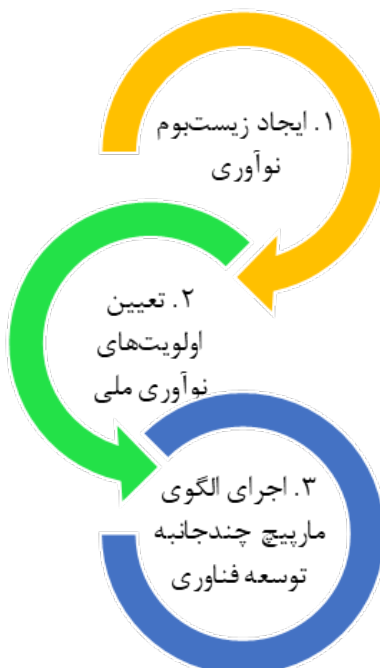 ۱. ایجاد زیست‌بوم
نوآوری
۲. تعیین
اولویت‌های
نوآوری ملی
۳. اجرای الگوی
مارپیچ چندجانبه
توسعه فناوری